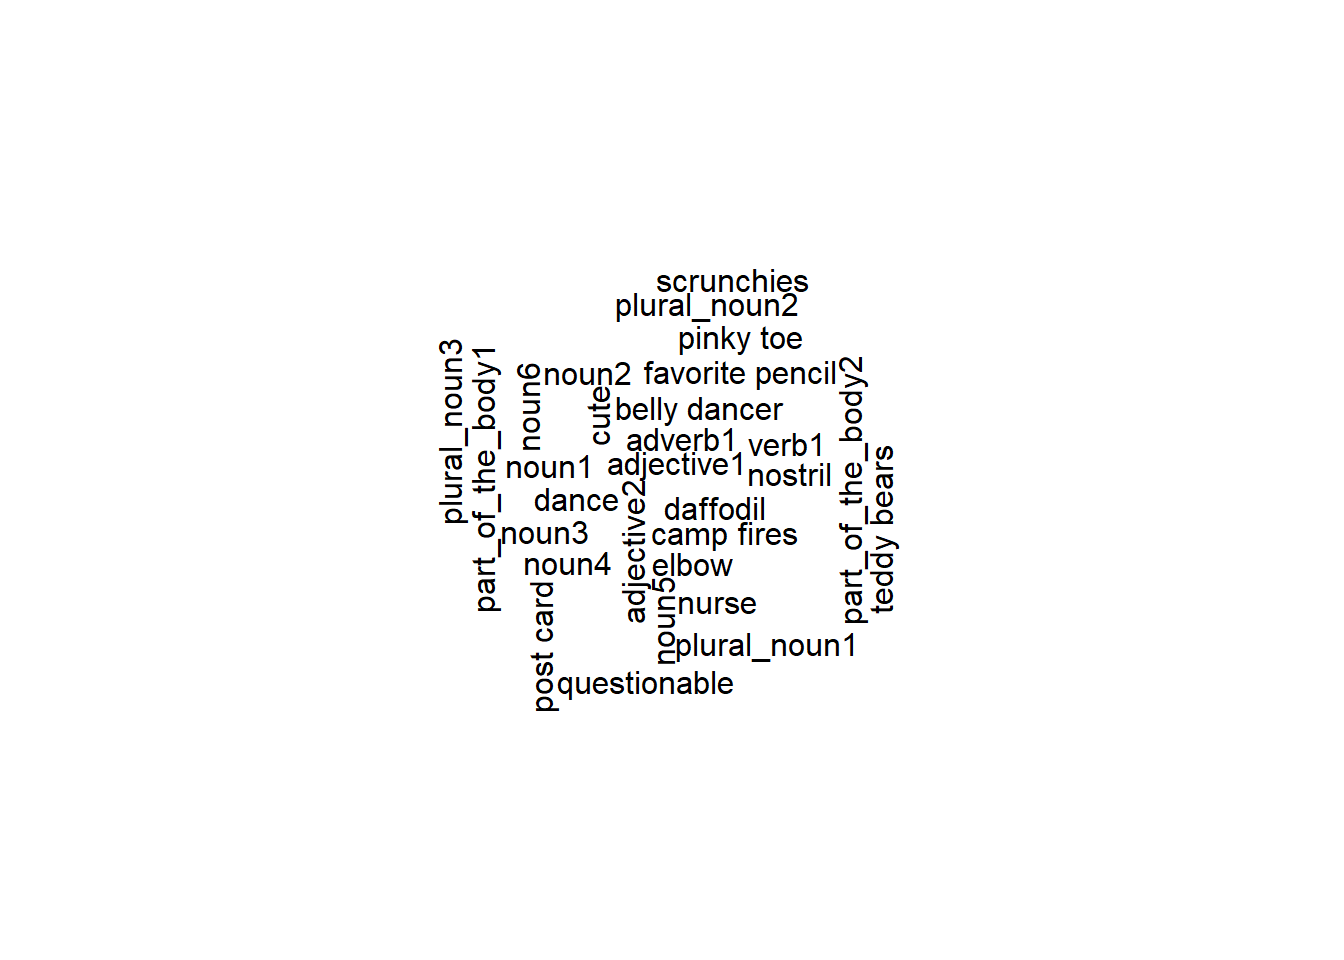 scrunchies
plural_noun2
pinky toe
plural_noun3
part_of_the_body1
noun6
noun2
favorite pencil
part_of_the_body2
cute
belly dancer
adverb1
verb1
noun1
adjective1
nostril
teddy bears
dance
adjective2
daffodil
noun3
camp fires
noun4
elbow
noun5
nurse
post card
plural_noun1
questionable